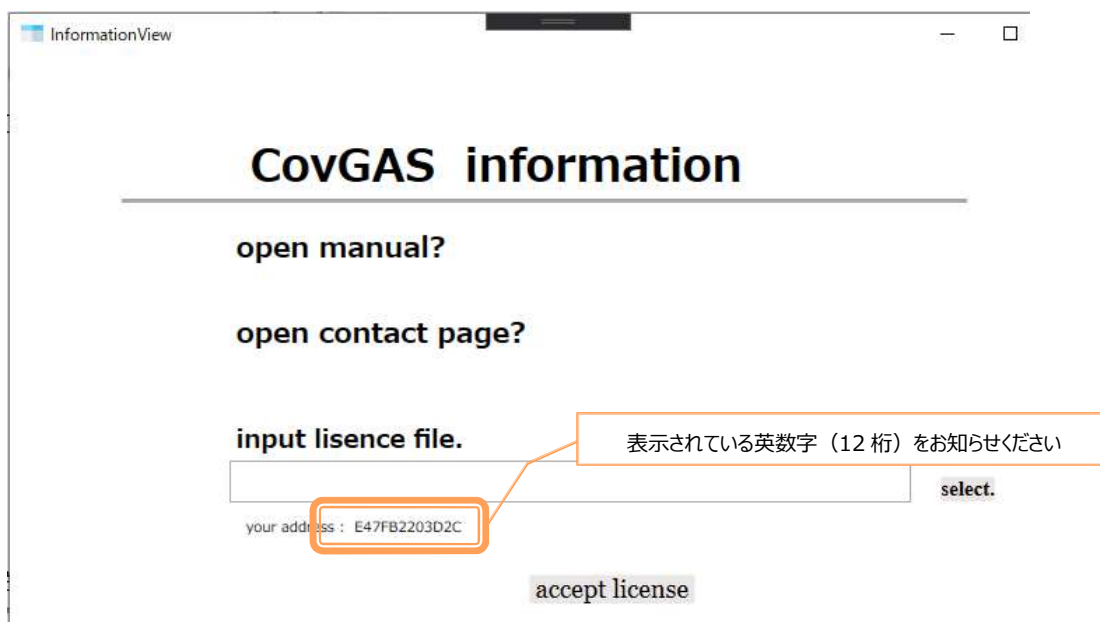 InformationView
CovGAS information
open manual?
open contact page?
input lisence file.
表示されている英数字（12 桁）をお知らせください
select.
your address : E47FB2203D2C
accept license